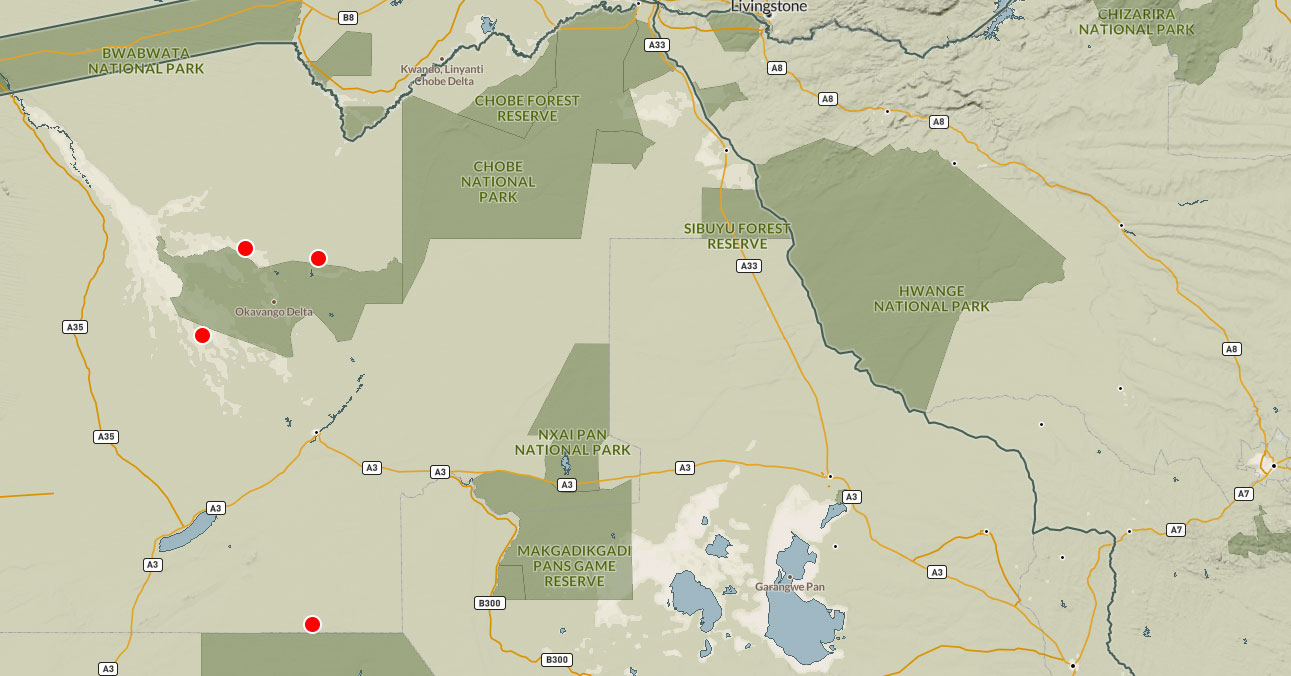 Livingstone
CHIZARIRA
NATIONAL PARK
B8
A33
BWABWATA
NATIONAL PARK
Kwando, Linyanti
Chobe Delta
A8
A8
A8
CHOBE FOREST
RESERVE
CHOBE
NATIONAL
PARK
SIBUYU FOREST
RESERVE
A33
HWANGE
NATIONAL PARK
Okavango Delta
A35
A8
A35
NXAI PAN
NATIONAL PARK
A3
A3
A3
A3
A3
A3
A7
A7
MAKGADIKGADI
PANS GAME
RESERVE
A3
A3
Garangwe Pan
B300
B300
A3